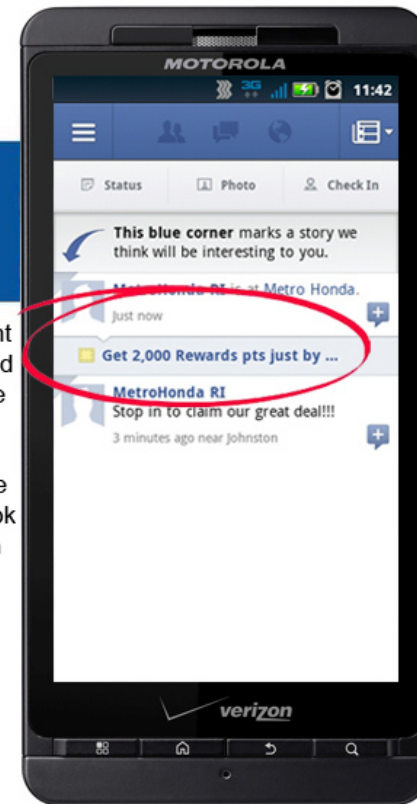 MOTOROLA
3G 11:42
Status Photo Check In
This blue corner marks a story we
think will be interesting to you.
MetroHonda RI is at Metro Honda.
Just now
Get 2,000 Rewards pts just by ...
MetroHonda RI
Stop in to claim our great deal!!!
3 minutes ago near Johnston
verizon